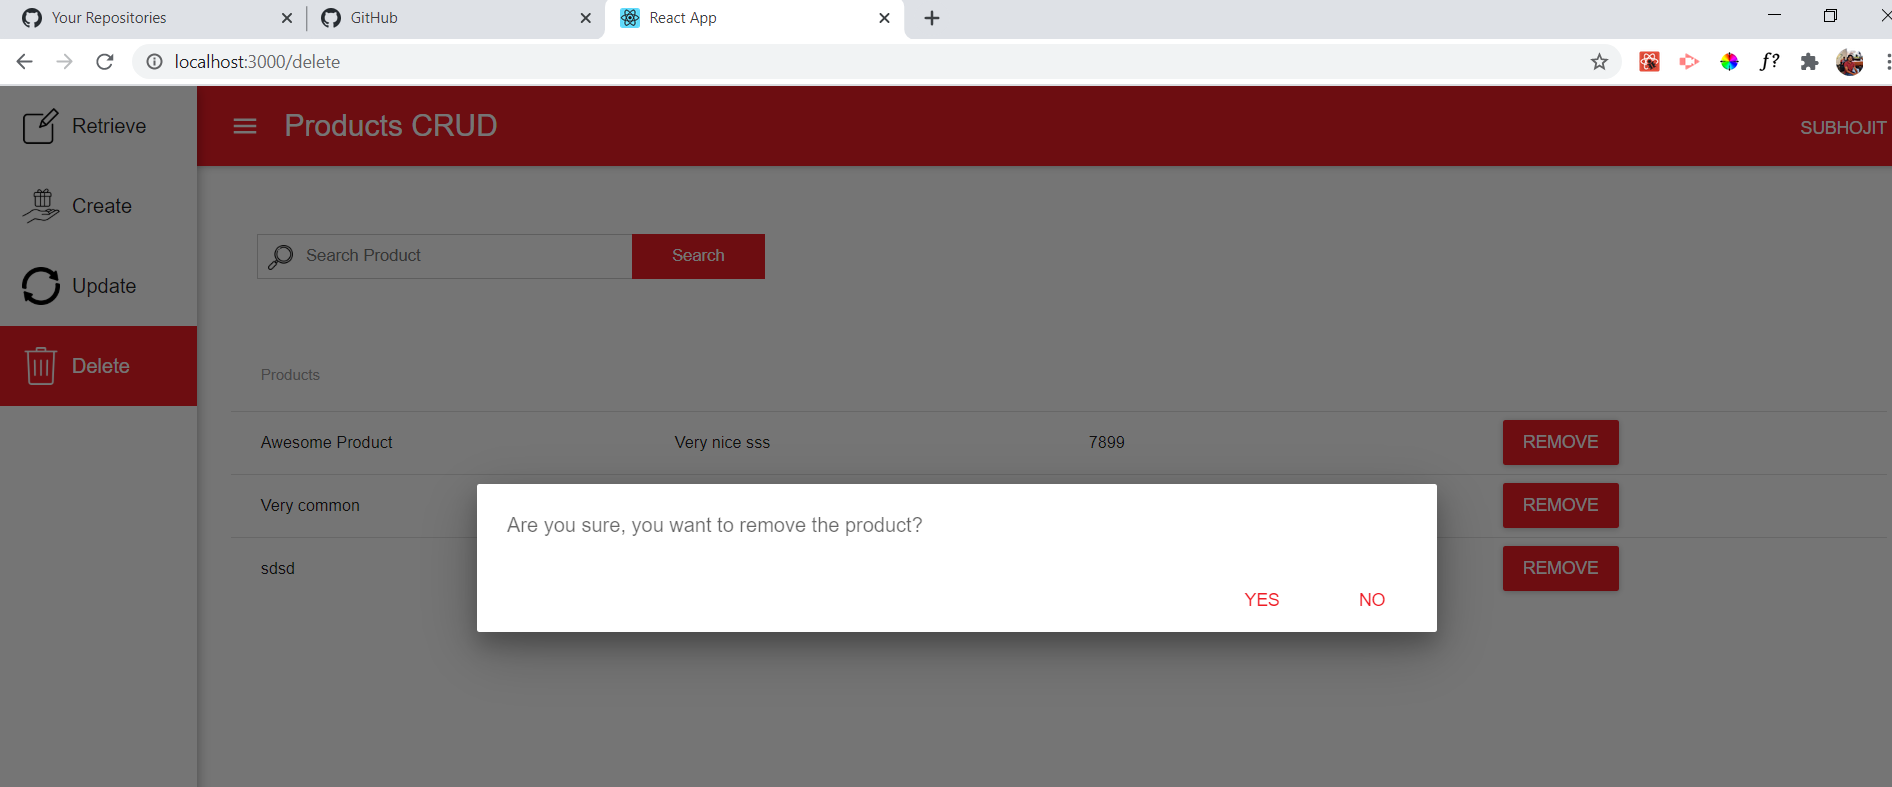 Your Repositories
GitHub
React App
localhost:3000/delete
f?
Retrieve
Products CRUD
SUBHOJIT
Create
Search Product
Search
Update
Delete
Products
Awesome Product Very nice sss 7899 REMOVE
Very common REMOVE
Are you sure, you want to remove the product?
sdsd REMOVE
YES NO